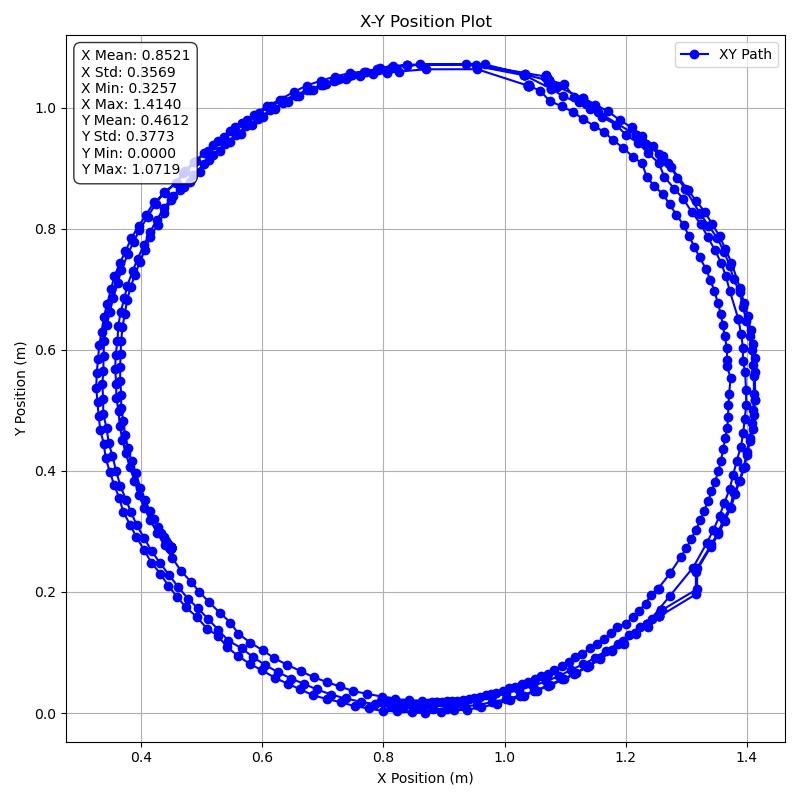 X-Y Position Plot
X Mean: 0.8521
X Std: 0.3569
X Min: 0.3257
X Max: 1.4140
Y Mean: 0.4612
Y Std: 0.3773
Y Min: 0.0000
Y Max: 1.0719
XY Path
Y Position (m)
1.0
0.8
0.6
0.4
0.2
0.0
0.4 0.6 0.8 1.0 1.2 1.4
X Position (m)